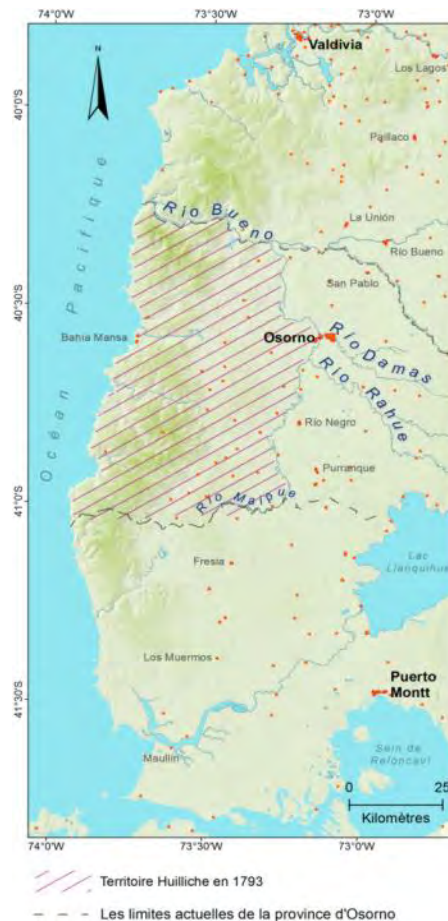 74°0'W
73°30'W
73°0'W
N
Valdivia
Los Lagos
40°0'S
Paillaco
Océan Pacifique
Río Bueno
La Unión
Río Bueno
San Pablo
40°30'S
Bahía Mansa
Osorno
Río Damas
Río Rahue
Río Negro
Purranque
41°0'S
Río Maipue
Fresia
Lac
Llanquihue
Los Muermos
41°30'S
Puerto
Montt
Maullín
Sein de
Reloncaví
0 25
Kilomètres
74°0'W
73°30'W
73°0'W
Territoire Huilliche en 1793
Les limites actuelles de la province d'Osorno